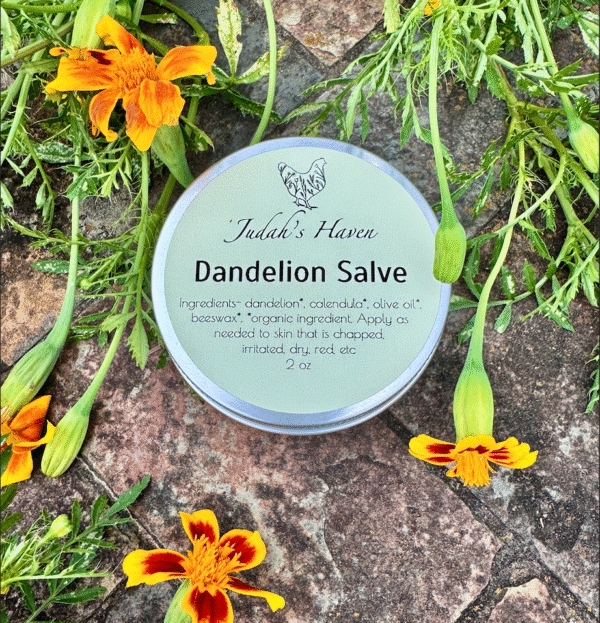 Judah's Haven
Dandelion Salve
Ingredients- dandelion*, calendula*, olive oil*,
beeswax*, *organic ingredient. Apply as
needed to skin that is chapped,
irritated, dry, red, etc
2 oz